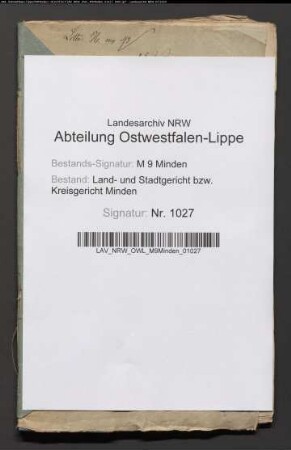 Landesarchiv NRW
Abteilung Ostwestfalen-Lippe
Bestands-Signatur: M 9 Minden
Bestand: Land- und Stadtgericht bzw.
Kreisgericht Minden
Signatur: Nr. 1027
LAV_NRW_OWL_M9Minden_01027